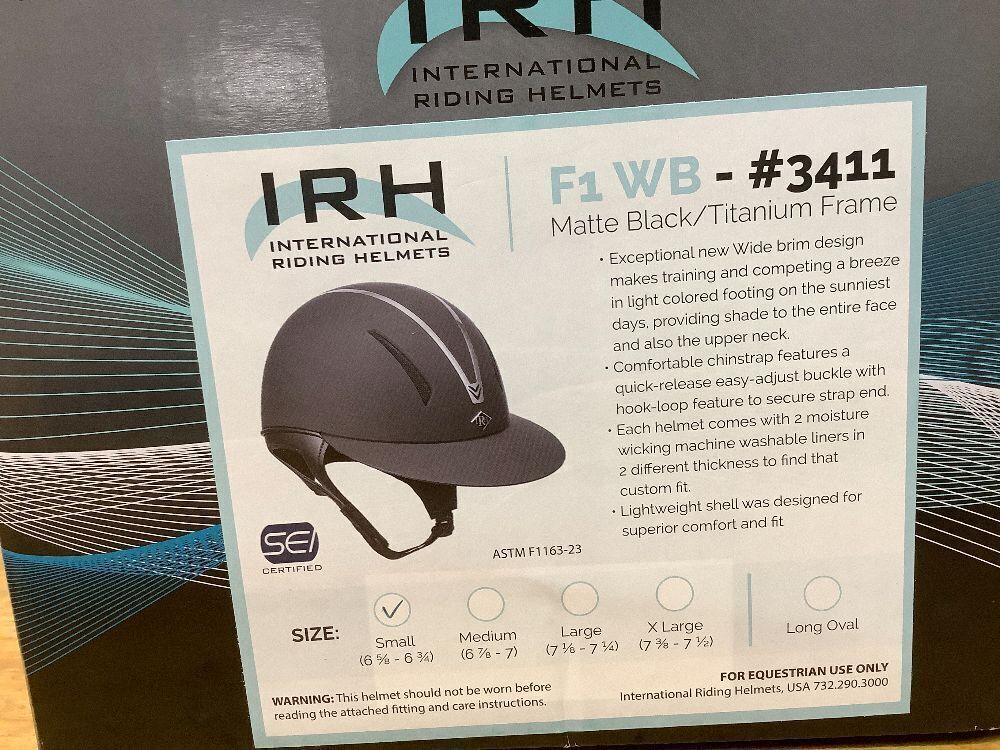 IRH
INTERNATIONAL
RIDING HELMETS
IRH
INTERNATIONAL
RIDING HELMETS
F1 WB - #3411
Matte Black/Titanium Frame
• Exceptional new Wide brim design
makes training and competing a breeze
in light colored footing on the sunniest
days, providing shade to the entire face
and also the upper neck.
• Comfortable chinstrap features a
quick-release easy-adjust buckle with
hook-loop feature to secure strap end.
• Each helmet comes with 2 moisture
wicking machine washable liners in
2 different thickness to find that
custom fit.
• Lightweight shell was designed for
superior comfort and fit
R
SEI
CERTIFIED
ASTM F1163-23
SIZE:
Small
(6 ⅝ - 6 ¾)
Medium
(6 ⅞ - 7)
Large
(7 ⅛ - 7 ¼)
X Large
(7 ⅜ - 7 ½)
Long Oval
WARNING: This helmet should not be worn before
reading the attached fitting and care instructions.
FOR EQUESTRIAN USE ONLY
International Riding Helmets, USA 732.290.3000